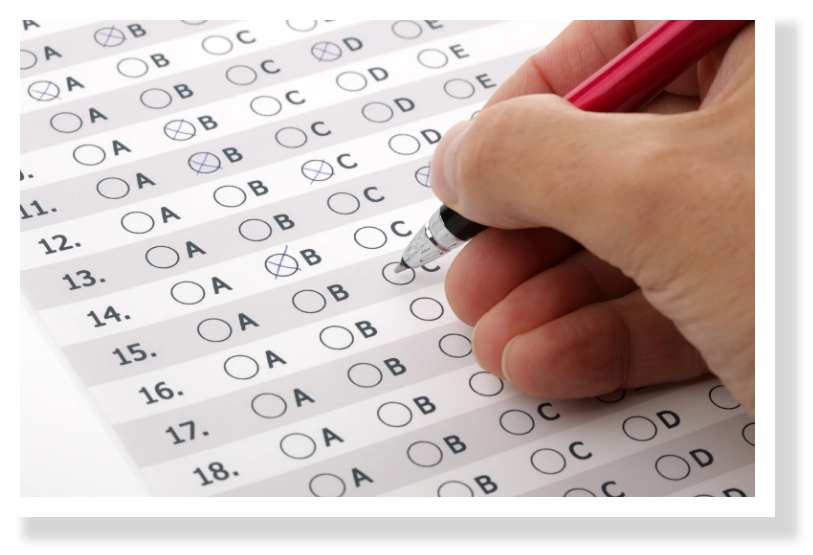 A
A B
A B C
A B C D E
A B C D E
11. A B C D E
12. A B C D
13. A B C
14. A B C
15. A B C
16. A B
17. A B
18. A B
A B C
B C D
C D
D